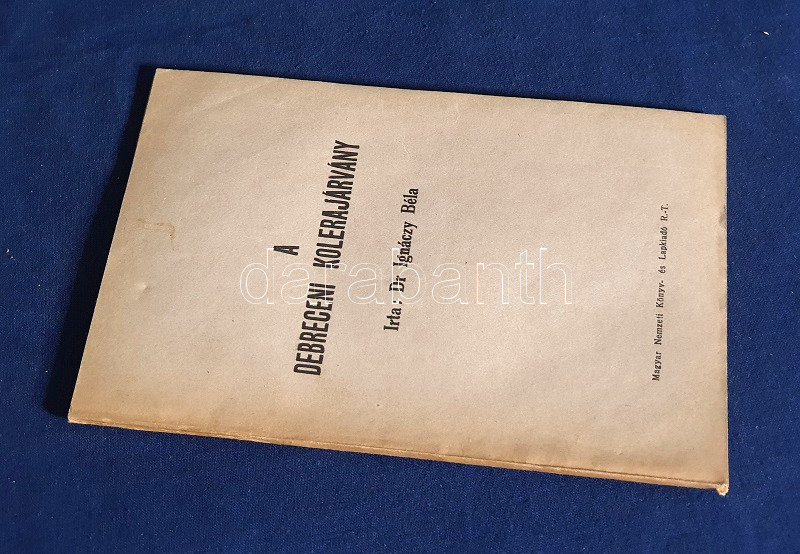 A
DEBRECENI KOLERAJÁRVÁNY
Irta: Dr Ignáczy Béla
Magyar Nemzeti Könyv- és Lapkiadó R.-T.
darabanth